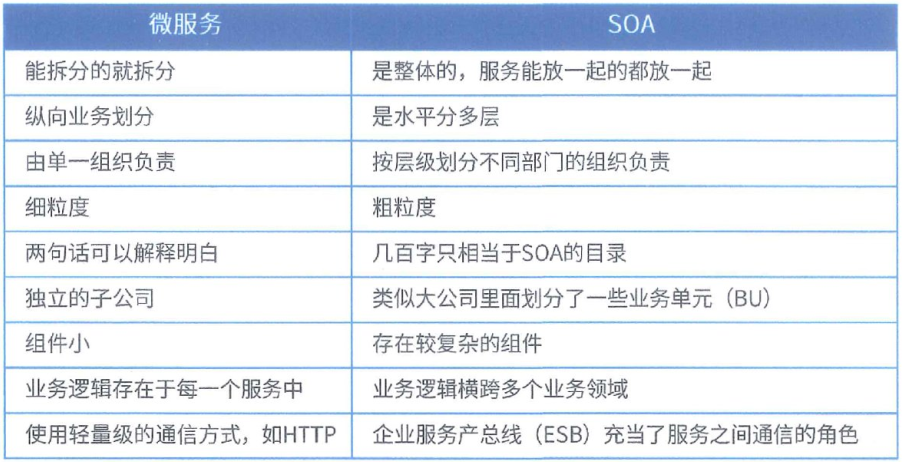 微服务 SOA
能拆分的就拆分 是整体的，服务能放一起的都放一起
纵向业务划分 是水平分多层
由单一组织负责 按层级划分不同部门的组织负责
细粒度 粗粒度
两句话可以解释明白 几百字只相当于SOA的目录
独立的子公司 类似大公司里面划分了一些业务单元（BU）
组件小 存在较复杂的组件
业务逻辑存在于每一个服务中 业务逻辑横跨多个业务领域
使用轻量级的通信方式，如HTTP 企业服务产总线（ESB）充当了服务之间通信的角色